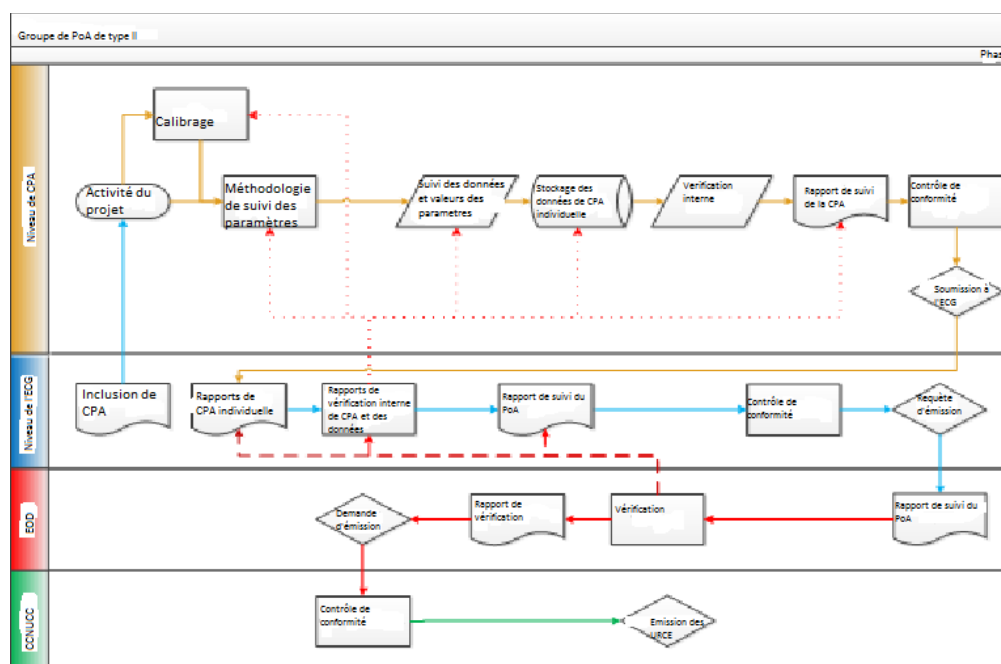 Groupe de PoA de type II
Phas
Niveau de CPA
Calibrage
Activité du
projet
Méthodologie
de suivi des
paramètres
Suivi des données
et valeurs des
parametres
Stockage des
données de CPA
individuelle
Verification
interne
Rapport de suivi
de la CPA
Contrôle de
conformité
Soumission à
l'ECG
Niveau de l'ECG
Inclusion de
CPA
Rapports de
CPA individuelle
Rapports de
vérification interne
de CPA et des
données
Rapport de suivi du
PoA
Contrôle de
conformité
Requète
d'émission
EOD
Demande
d'émission
Rapport de
vérification
Vérification
Rapport de suivi du
PoA
CCNUCC
Contrôle de
conformité
Emission des
URCE